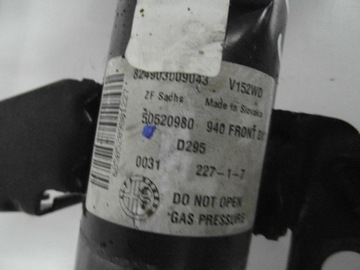 824903009043 V152WD
ZF Sachs Made in Slovakia
50520980 940 FRONT
D295
0031 227-1-7
DO NOT OPEN
GAS PRESSURE